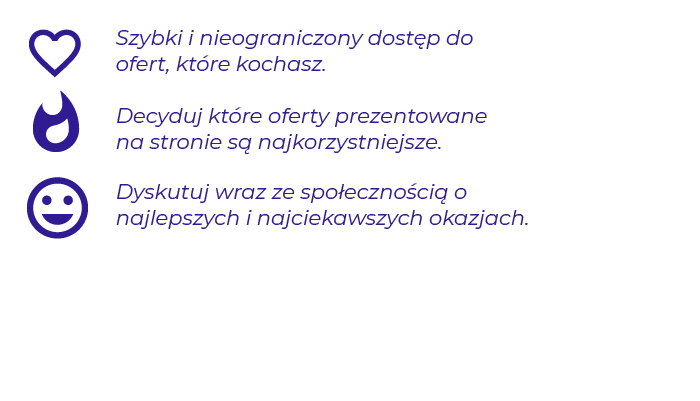 Szybki i nieograniczony dostęp do
ofert, które kochasz.
Decyduj które oferty prezentowane
na stronie są najkorzystniejsze.
Dyskutuj wraz ze społecznością o
najlepszych i najciekawszych okazjach.